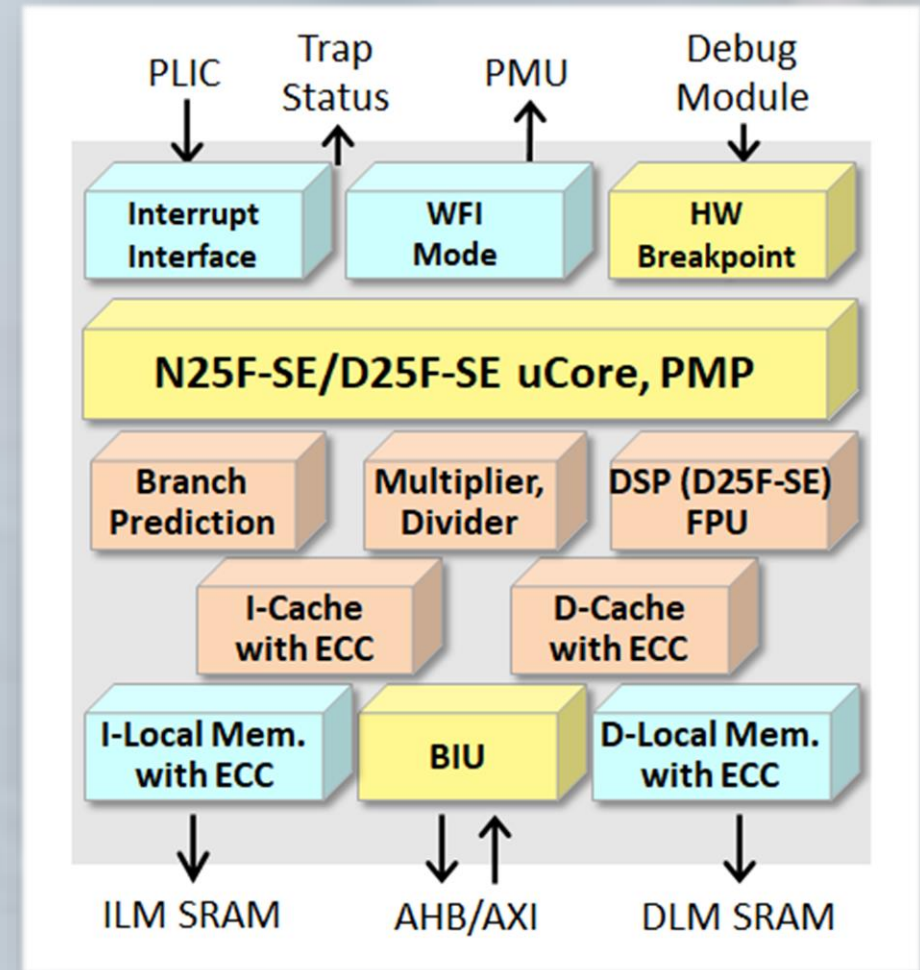 PLIC
Trap
Status
PMU
Debug
Module
Interrupt
Interface
WFI
Mode
HW
Breakpoint
N25F-SE/D25F-SE uCore, PMP
Branch
Prediction
Multiplier,
Divider
DSP (D25F-SE)
FPU
I-Cache
with ECC
D-Cache
with ECC
I-Local Mem.
with ECC
BIU
D-Local Mem.
with ECC
ILM SRAM
AHB/AXI
DLM SRAM